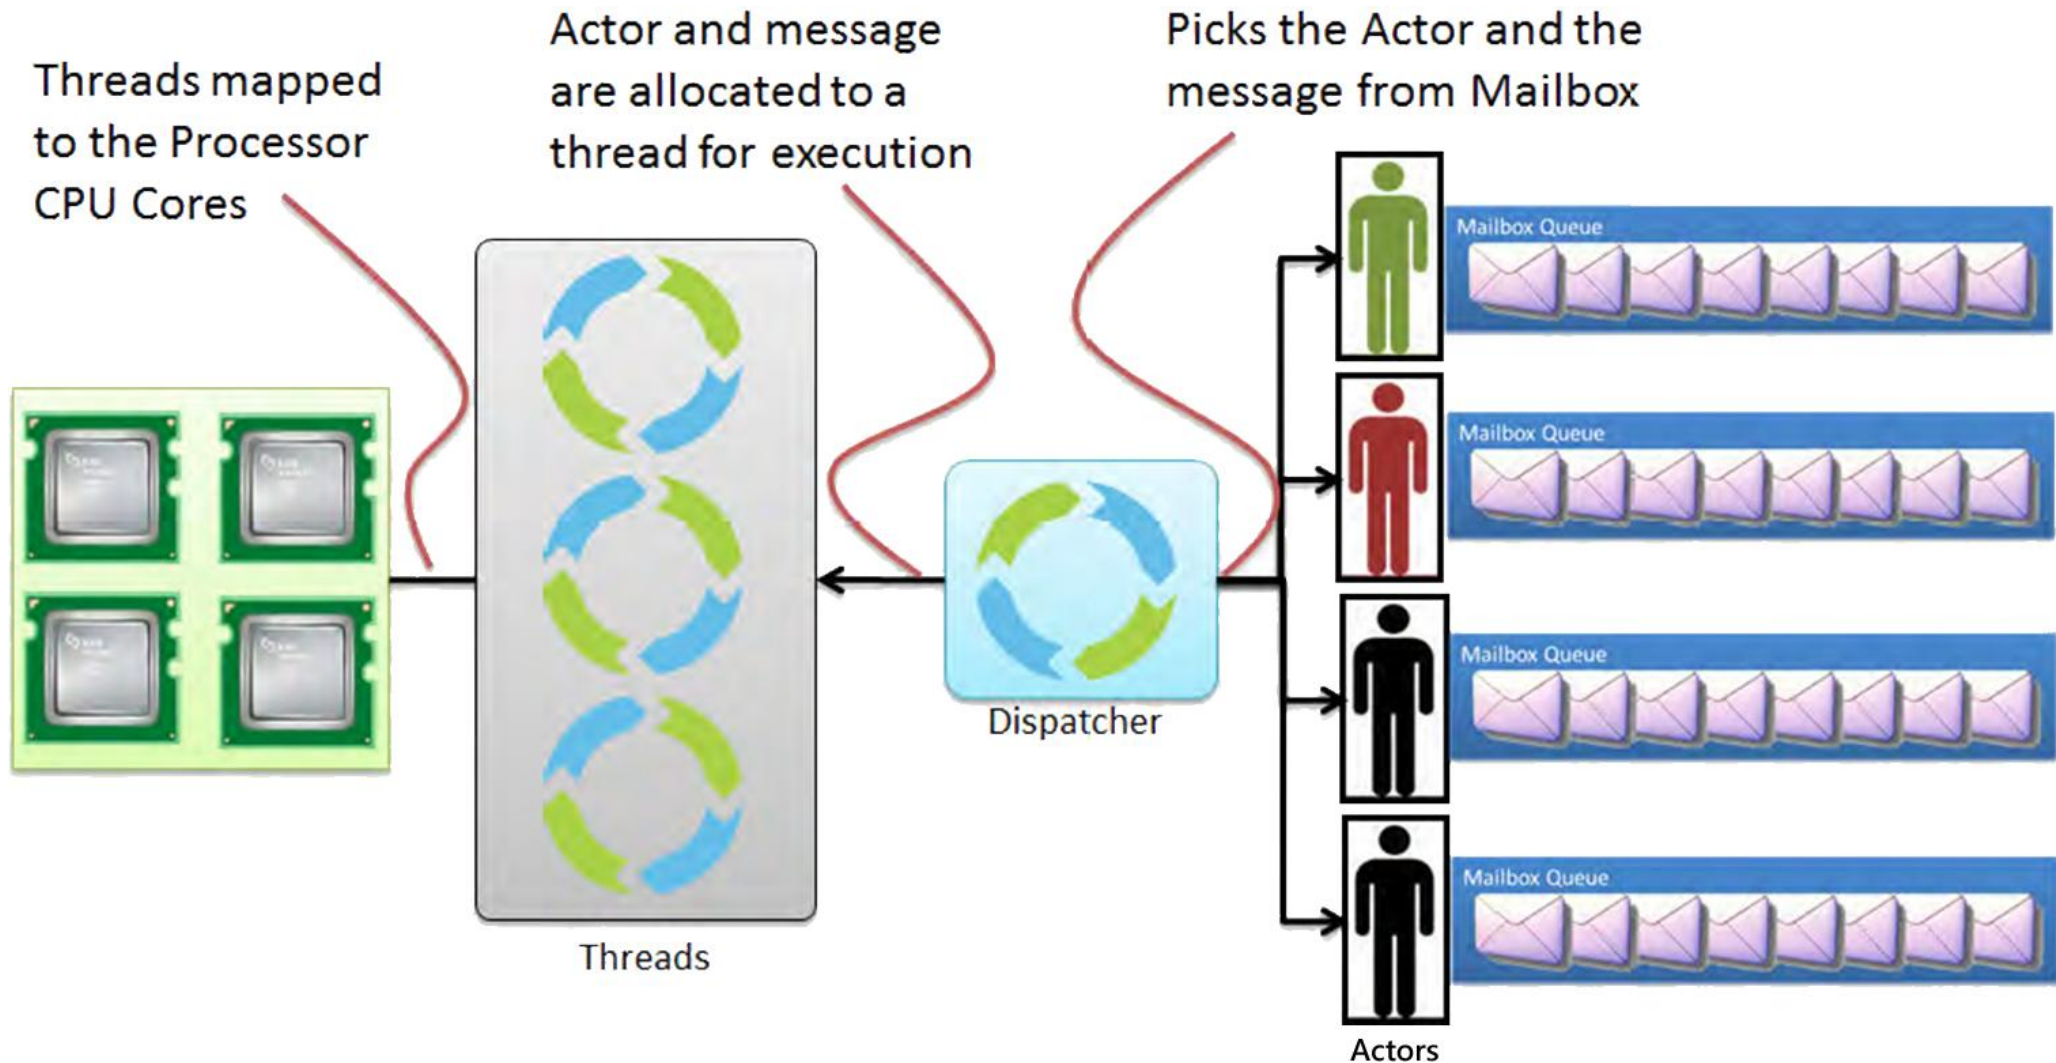 Threads mapped
to the Processor
CPU Cores
Actor and message
are allocated to a
thread for execution
Picks the Actor and the
message from Mailbox
Mailbox Queue
Mailbox Queue
Mailbox Queue
Mailbox Queue
Dispatcher
Threads
Actors